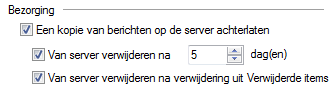 Bezorging
Een kopie van berichten op de server achterlaten
Van server verwijderen na 5 dag(en)
Van server verwijderen na verwijdering uit Verwijderde items